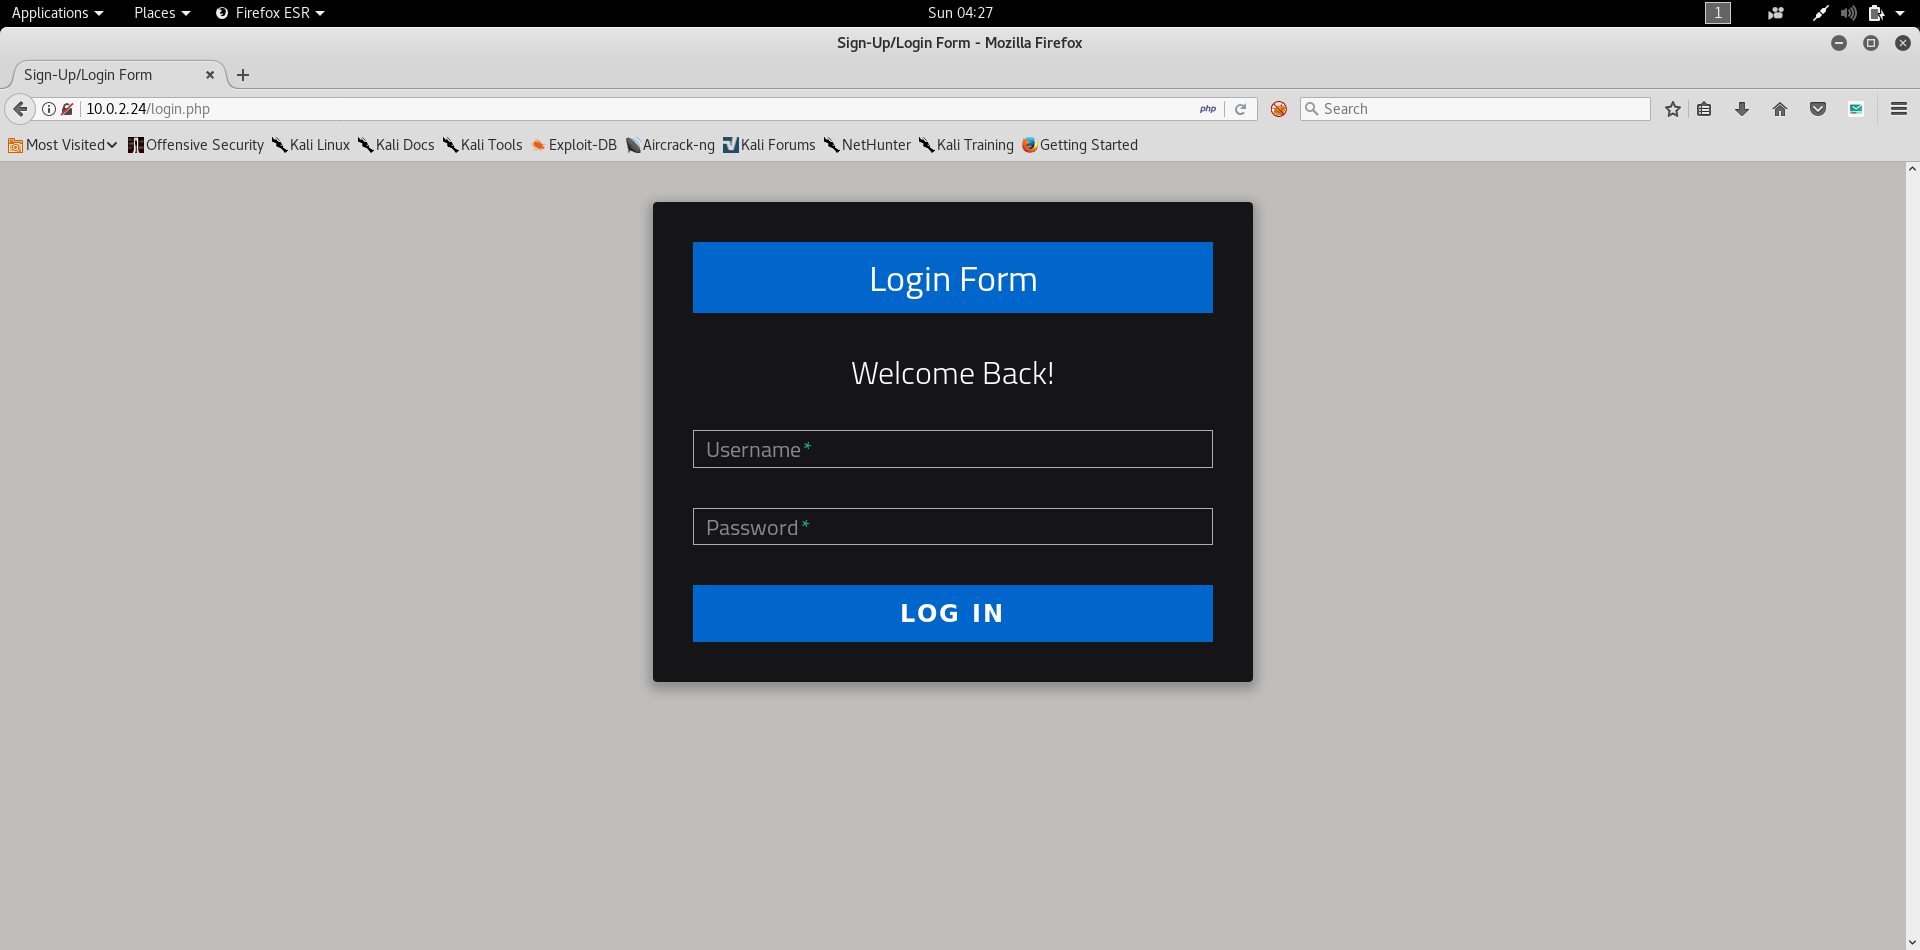 Applications Places Firefox ESR Sun 04:27 1
Sign-Up/Login Form - Mozilla Firefox
Sign-Up/Login Form
10.0.2.24/login.php php Search
Most Visited Offensive Security Kali Linux Kali Docs Kali Tools Exploit-DB Aircrack-ng Kali Forums NetHunter Kali Training Getting Started
Login Form
Welcome Back!
Username*
Password*
LOG IN